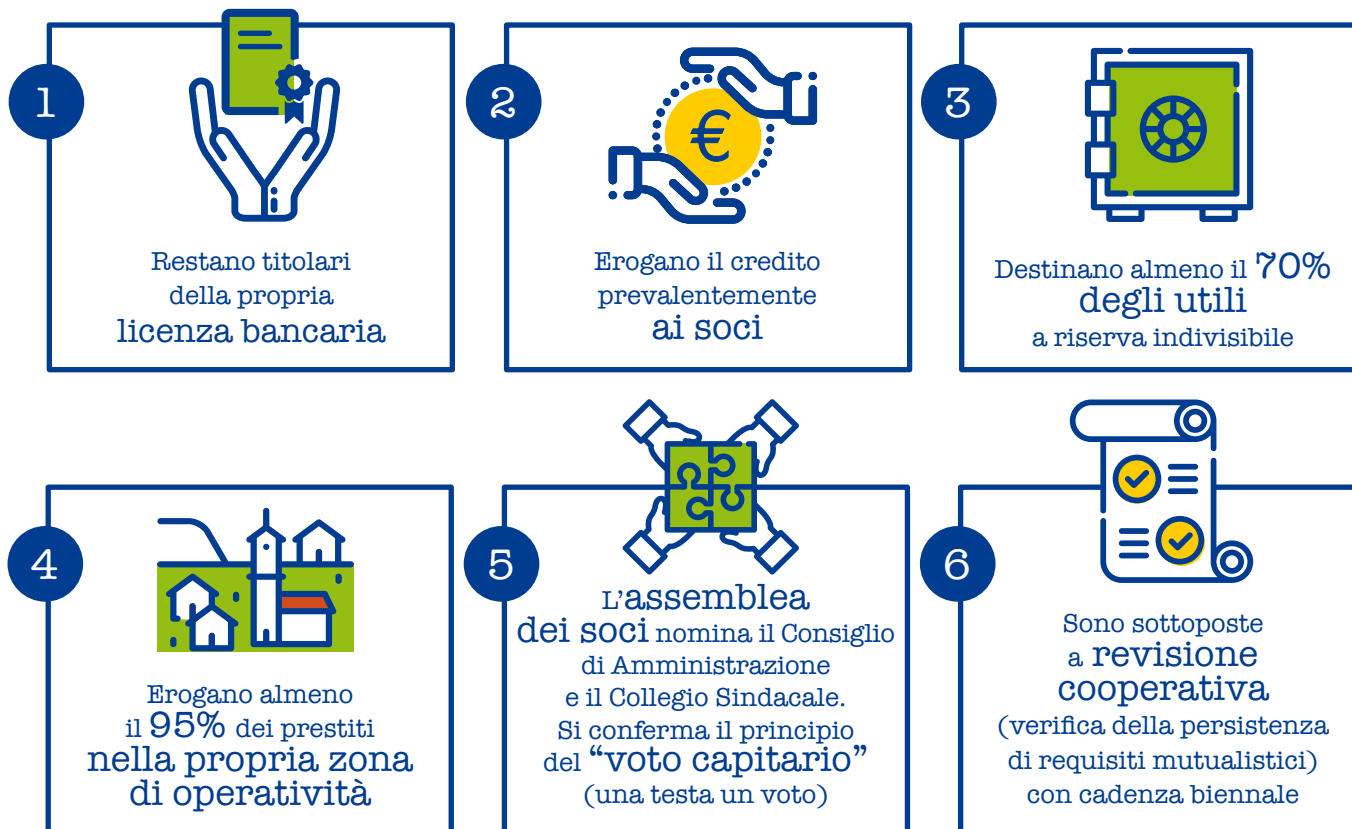 1
Restano titolari
della propria
licenza bancaria
2
€
Erogano il credito
prevalentemente
ai soci
3
Destinano almeno il 70%
degli utili
a riserva indivisibile
4
Erogano almeno
il 95% dei prestiti
nella propria zona
di operatività
5
L'assemblea
dei soci nomina il Consiglio
di Amministrazione
e il Collegio Sindacale.
Si conferma il principio
del “voto capitario”
(una testa un voto)
6
Sono sottoposte
a revisione
cooperativa
(verifica della persistenza
di requisiti mutualistici)
con cadenza biennale